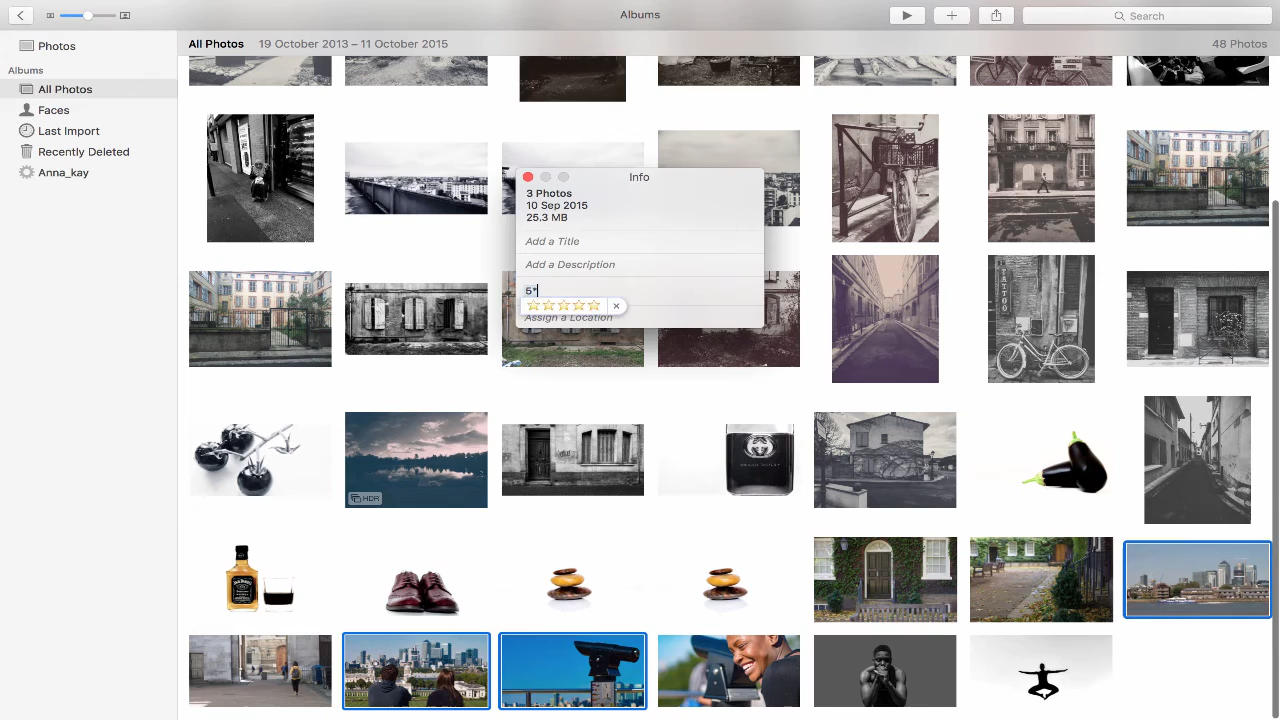 Albums
Search
Photos
Albums
All Photos
Faces
Last Import
Recently Deleted
Anna_kay
All Photos 19 October 2013 – 11 October 2015
48 Photos
Info
3 Photos
10 Sep 2015
25.3 MB
Add a Title
Add a Description
5*
Assign a Location
TATTOO
HDR